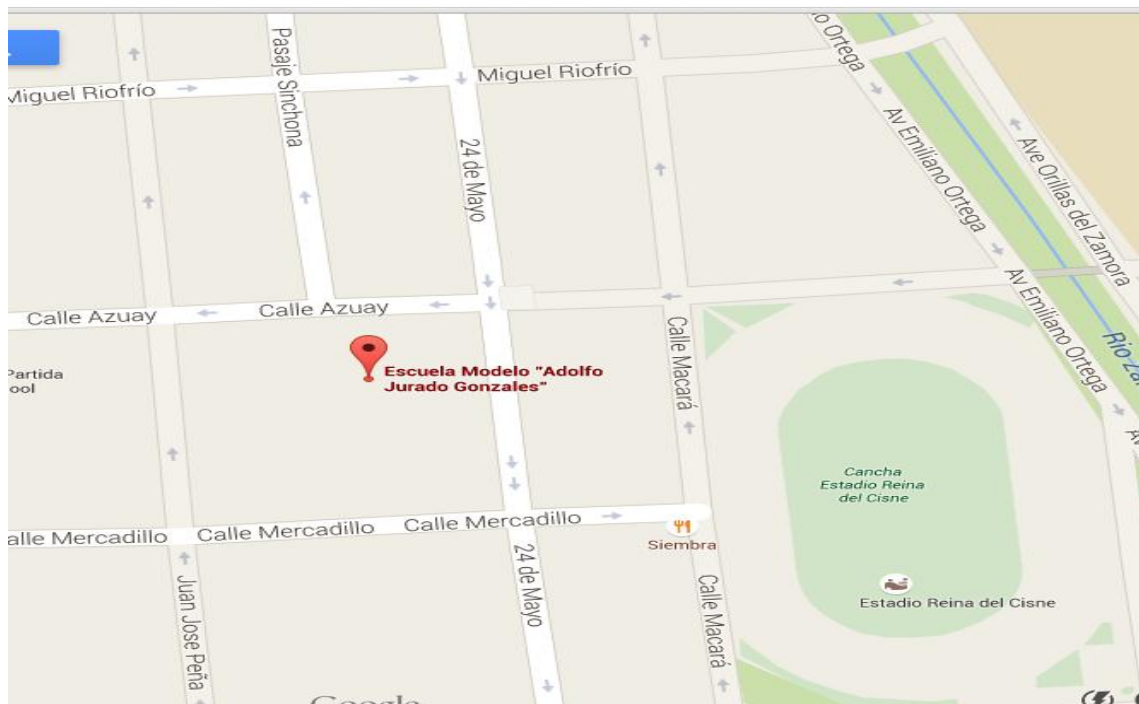 Pasaje Sinchona
Ortega
Miguel Riofrío
Miguel Riofrío
24 de Mayo
Av Emiliano Ortega
Ave Orillas del Zamora
Calle Azuay
Calle Azuay
Av Emiliano Ortega
Partida
Escuela Modelo "Adolfo
Jurado Gonzales"
Calle Macará
Cancha
Estadio Reina
del Cisne
Calle Mercadillo
Calle Mercadillo
Mercadillo
Siembra
24 de Mayo
Juan Jose Peña
Calle Macará
Estadio Reina del Cisne
Google